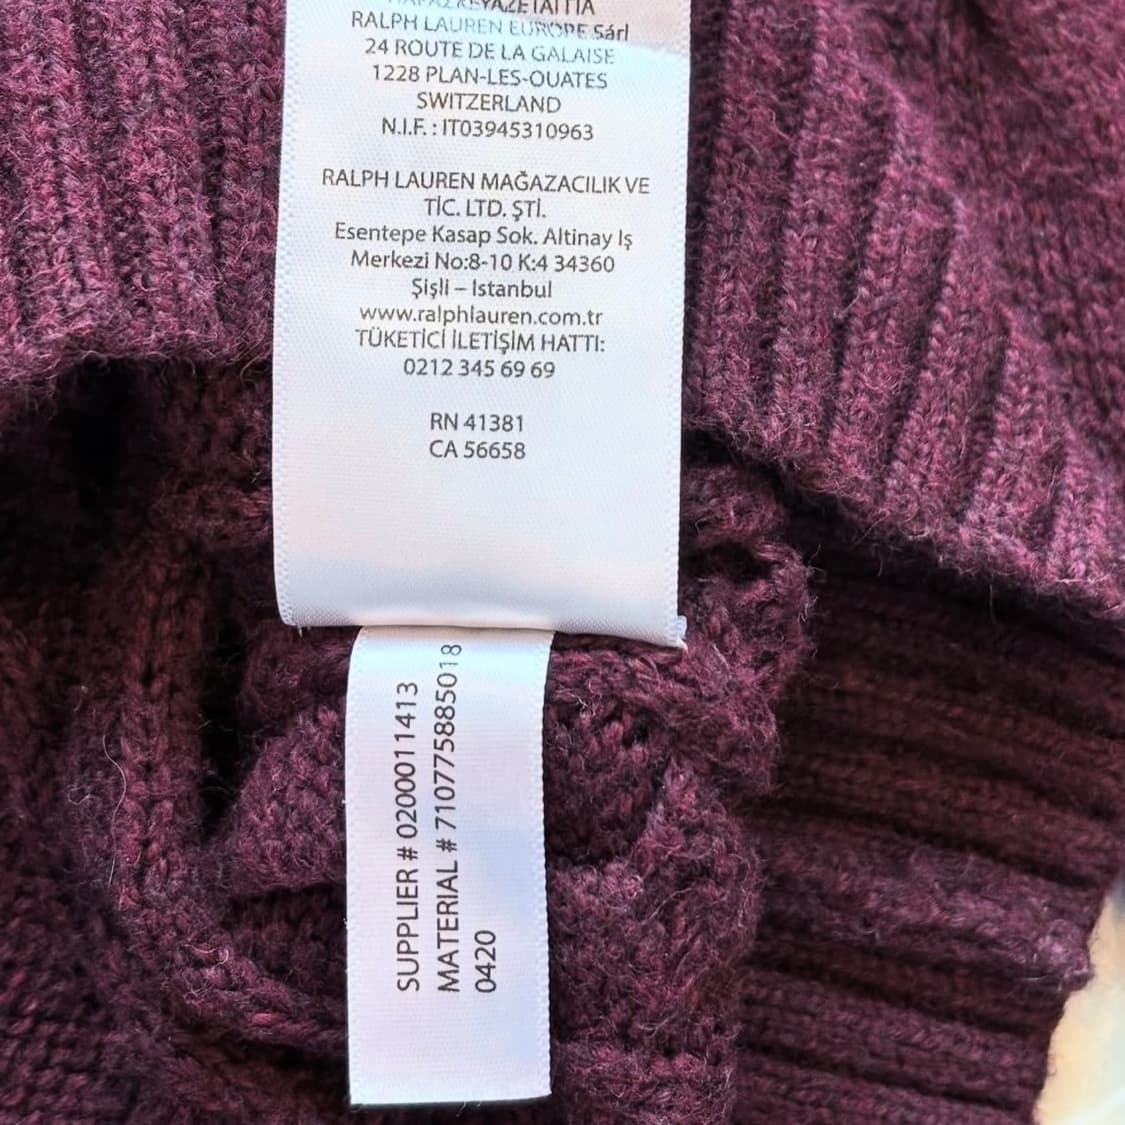 RALPH LAUREN EUROPE Sárl
24 ROUTE DE LA GALAISE
1228 PLAN-LES-OUATES
SWITZERLAND
N.I.F. : IT03945310963
RALPH LAUREN MAĞAZACILIK VE
TİC. LTD. ŞTİ.
Esentepe Kasap Sok. Altinay Iş
Merkezi No:8-10 K:4 34360
Şişli – Istanbul
www.ralphlauren.com.tr
TÜKETİCİ İLETİŞİM HATTI:
0212 345 69 69
RN 41381
CA 56658
SUPPLIER # 0200011413
MATERIAL # 710775885018
0420